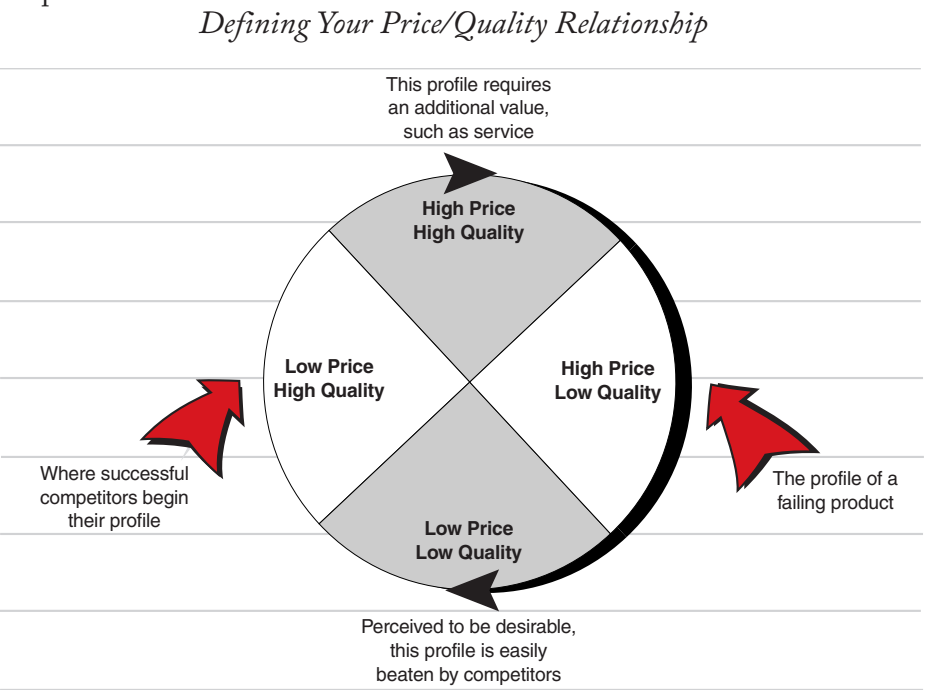 Defining Your Price/Quality Relationship
This profile requires
an additional value,
such as service
High Price
High Quality
Low Price
High Quality
High Price
Low Quality
Where successful
competitors begin
their profile
The profile of a
failing product
Low Price
Low Quality
Perceived to be desirable,
this profile is easily
beaten by competitors